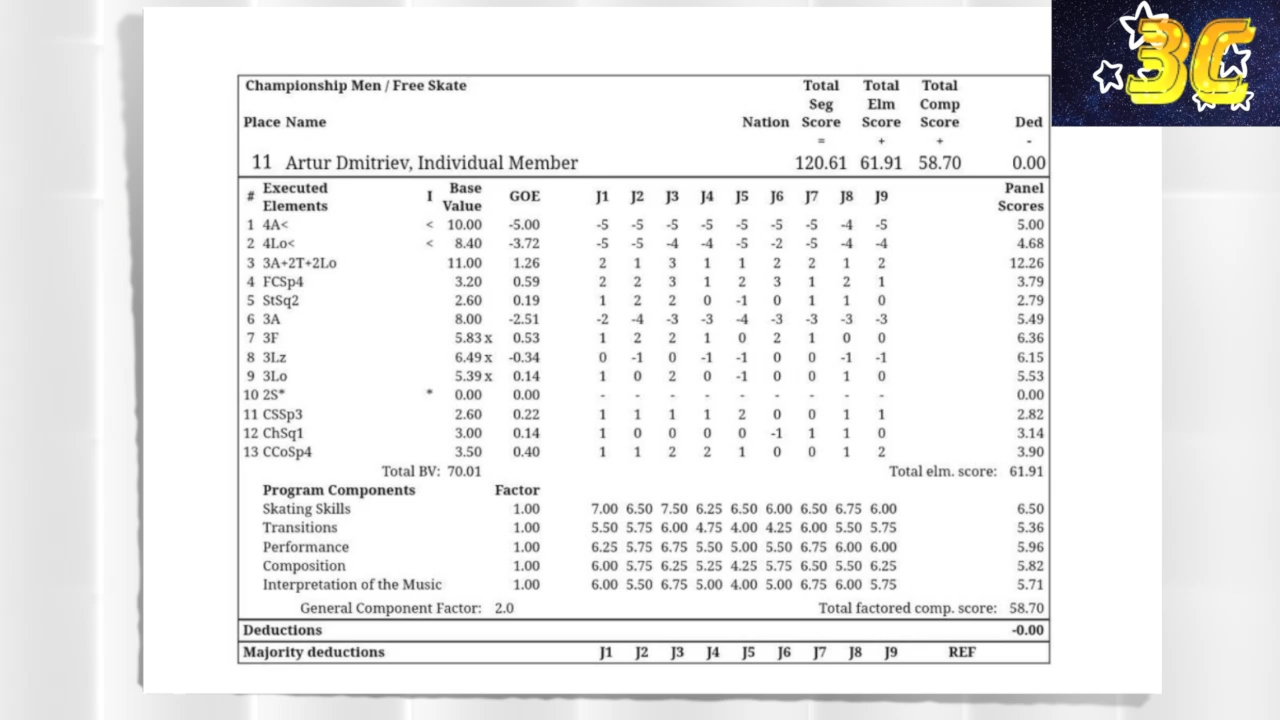 3C
Championship Men / Free Skate Total Total Total
Seg Elm Comp
Place Name Nation Score Score Score Ded
= + + -
11 Artur Dmitriev, Individual Member 120.61 61.91 58.70 0.00
# Executed Elements I Base Value GOE J1 J2 J3 J4 J5 J6 J7 J8 J9 Panel Scores
1 4A< < 10.00 -5.00 -5 -5 -5 -5 -5 -5 -5 -4 -5 5.00
2 4Lo< < 8.40 -3.72 -5 -5 -4 -4 -5 -2 -5 -4 -4 4.68
3 3A+2T+2Lo 11.00 1.26 2 1 3 1 1 2 2 1 2 12.26
4 FCSp4 3.20 0.59 2 2 3 1 2 3 1 2 1 3.79
5 StSq2 2.60 0.19 1 2 2 0 -1 0 1 1 0 2.79
6 3A 8.00 -2.51 -2 -4 -3 -3 -4 -3 -3 -3 -3 5.49
7 3F 5.83 x 0.53 1 2 2 1 0 2 1 0 0 6.36
8 3Lz 6.49 x -0.34 0 -1 0 -1 -1 0 0 -1 -1 6.15
9 3Lo 5.39 x 0.14 1 0 2 0 -1 0 0 1 0 5.53
10 2S* * 0.00 0.00 - - - - - - - - - 0.00
11 CSSp3 2.60 0.22 1 1 1 1 2 0 0 1 1 2.82
12 ChSq1 3.00 0.14 1 0 0 0 0 -1 1 1 0 3.14
13 CCoSp4 3.50 0.40 1 1 2 2 1 0 0 1 2 3.90
Total BV: 70.01 Total elm. score: 61.91
Program Components Factor
Skating Skills 1.00 7.00 6.50 7.50 6.25 6.50 6.00 6.50 6.75 6.00 6.50
Transitions 1.00 5.50 5.75 6.00 4.75 4.00 4.25 6.00 5.50 5.75 5.36
Performance 1.00 6.25 5.75 6.75 5.50 5.00 5.50 6.75 6.00 6.00 5.96
Composition 1.00 6.00 5.75 6.25 5.25 4.25 5.75 6.50 5.50 6.25 5.82
Interpretation of the Music 1.00 6.00 5.50 6.75 5.00 4.00 5.00 6.75 6.00 5.75 5.71
General Component Factor: 2.0 Total factored comp. score: 58.70
Deductions -0.00
Majority deductions J1 J2 J3 J4 J5 J6 J7 J8 J9 REF